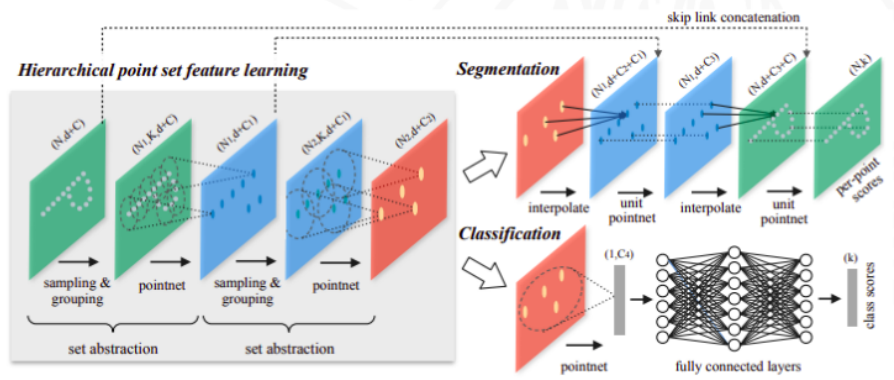 skip link concatenation
Hierarchical point set feature learning
Segmentation
(N,d+C)
(N1,K,d+C)
(N1,d+C1)
(N2,K,d+C1)
(N2,d+C2)
(N1,d+C2+C1)
(N1,d+C3)
(N,d+C3+C)
(N,k)
interpolate
unit
pointnet
interpolate
unit
pointnet
per-point
scores
sampling &
grouping
pointnet
sampling &
grouping
pointnet
set abstraction
set abstraction
Classification
(1,C4)
(k)
class scores
pointnet
fully connected layers